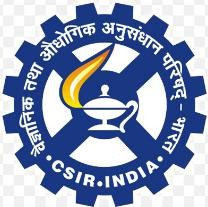 वैज्ञानिक तथा औद्योगिक अनुसंधान परिषद - भारत
• CSIR • INDIA •